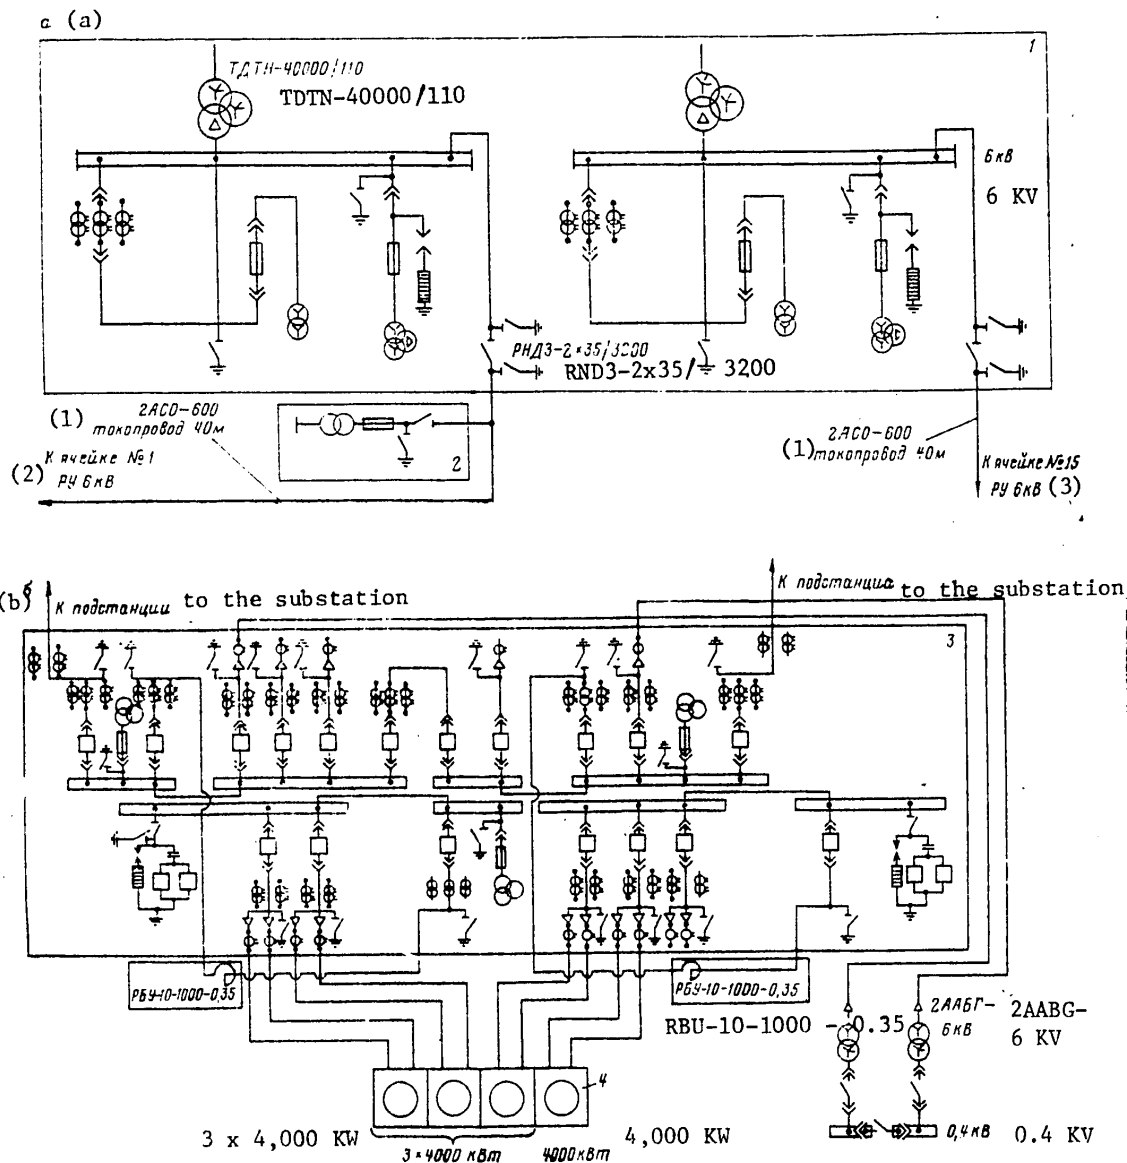 а (a)
1
ТДТН-40000/110
TDTN-40000/110
6кВ
6 KV
РНДЗ-2×35/3200
RND3-2x35/ 3200
(1) 2АСО-600
токопровод 40м
2
(2) К ячейке №1
РУ 6кВ
2АСО-600
(1) токопровод 40м
К ячейке №15
РУ 6кВ (3)
(b) б
К подстанции to the substation
К подстанции to the substation
3
РБУ-10-1000-0,35
РБУ-10-1000-0,35
RBU-10-1000 - 0.35
2ААБГ-
6кВ
2AABG-
6 KV
4
3 x 4,000 KW
3×4000 кВт
4000кВт
4,000 KW
0,4кВ
0.4 KV